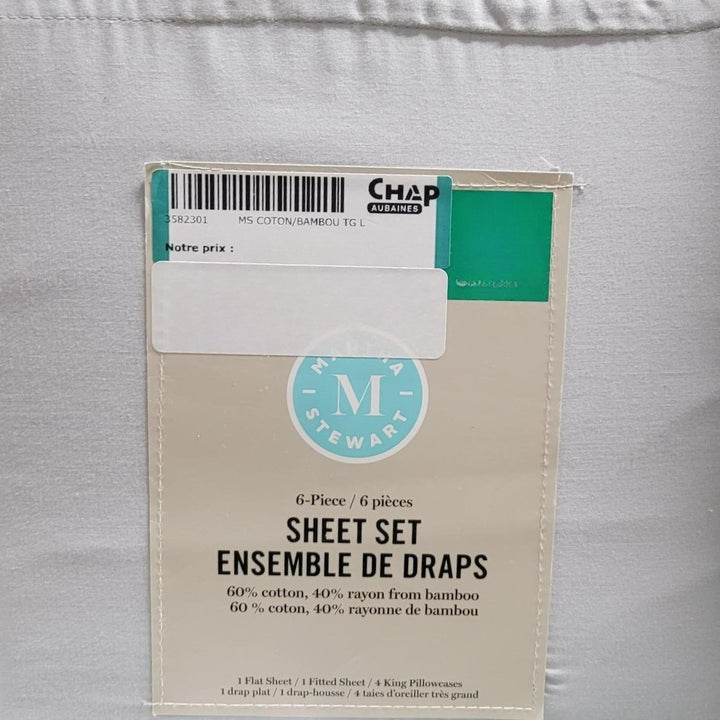 CHAP
AUBAINES
3582301 MS COTON/BAMBOU TG L
Notre prix :
M
STEWART
6-Piece / 6 pièces
SHEET SET
ENSEMBLE DE DRAPS
60% cotton, 40% rayon from bamboo
60 % coton, 40% rayonne de bambou
1 Flat Sheet / 1 Fitted Sheet / 4 King Pillowcases
1 drap plat / 1 drap-housse / 4 taies d'oreiller très grand